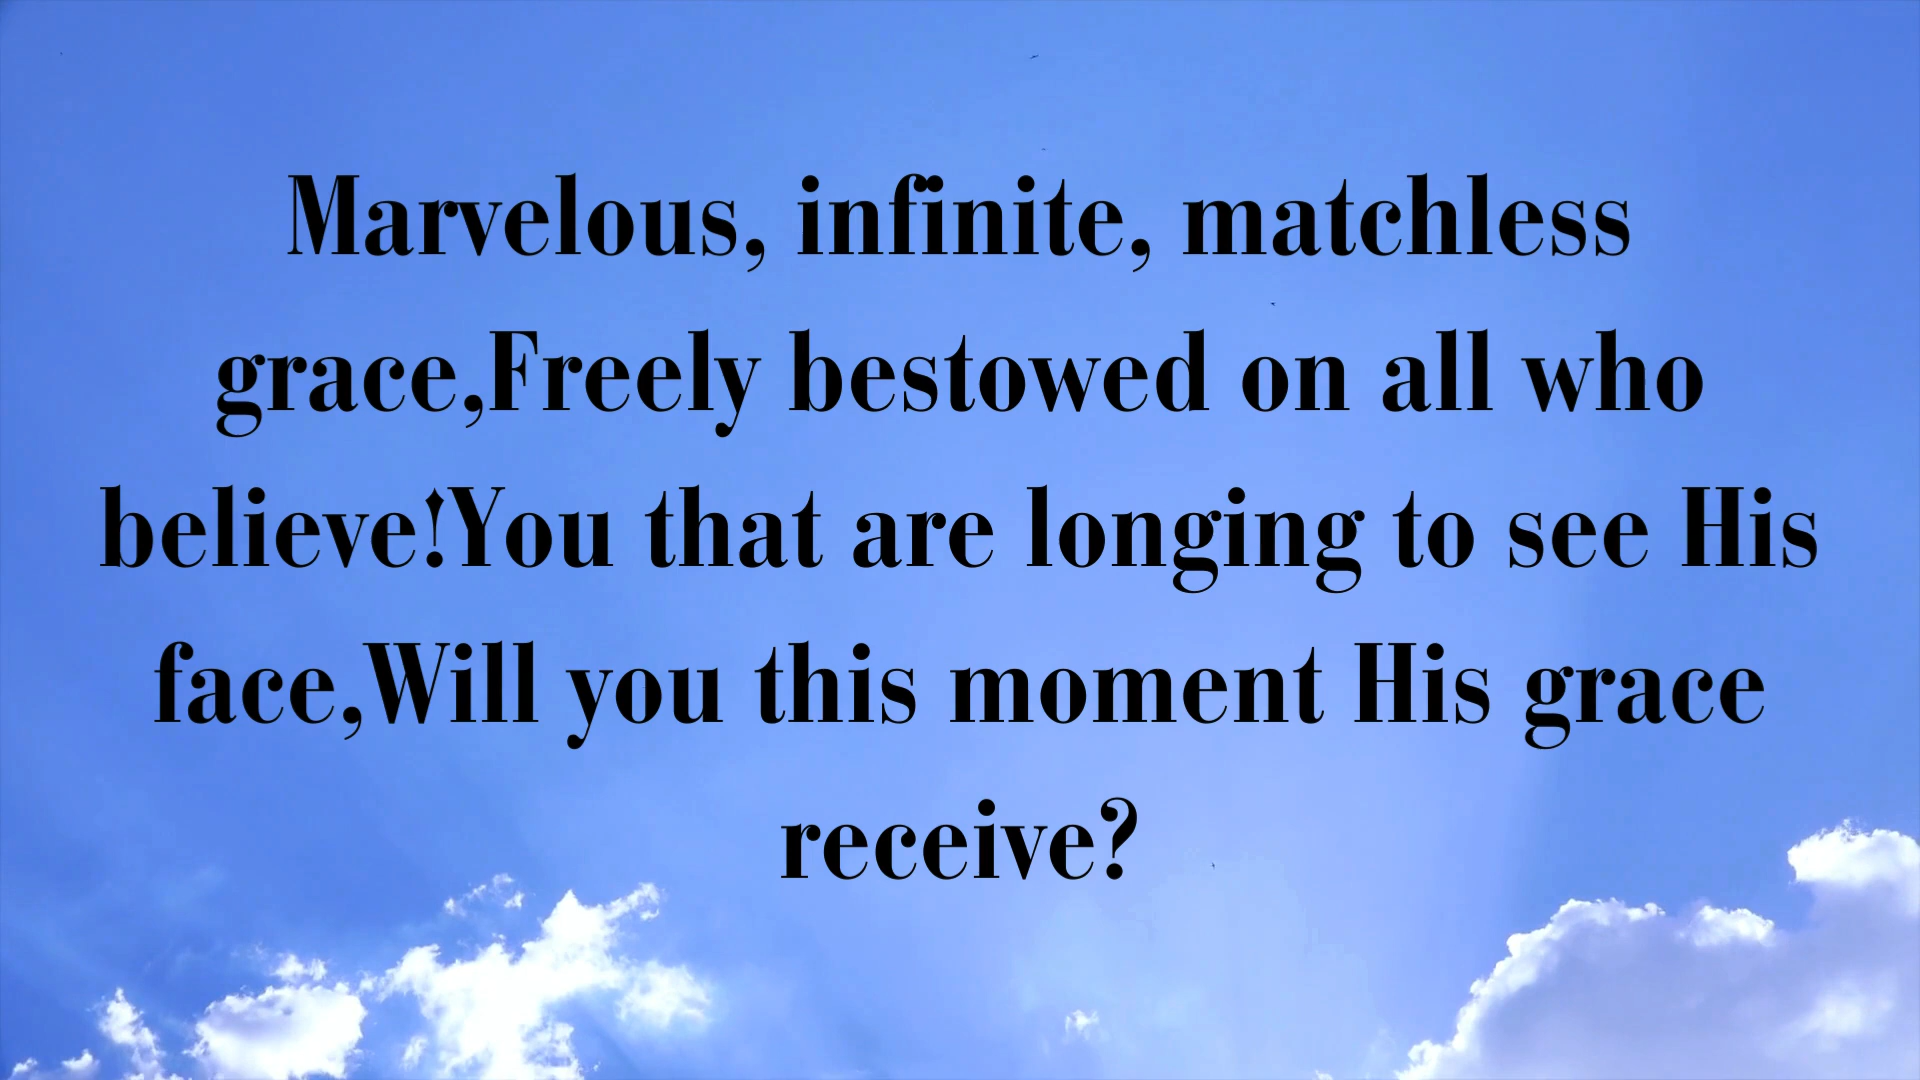 Marvelous, infinite, matchless
grace,Freely bestowed on all who
believe!You that are longing to see His
face,Will you this moment His grace
receive?